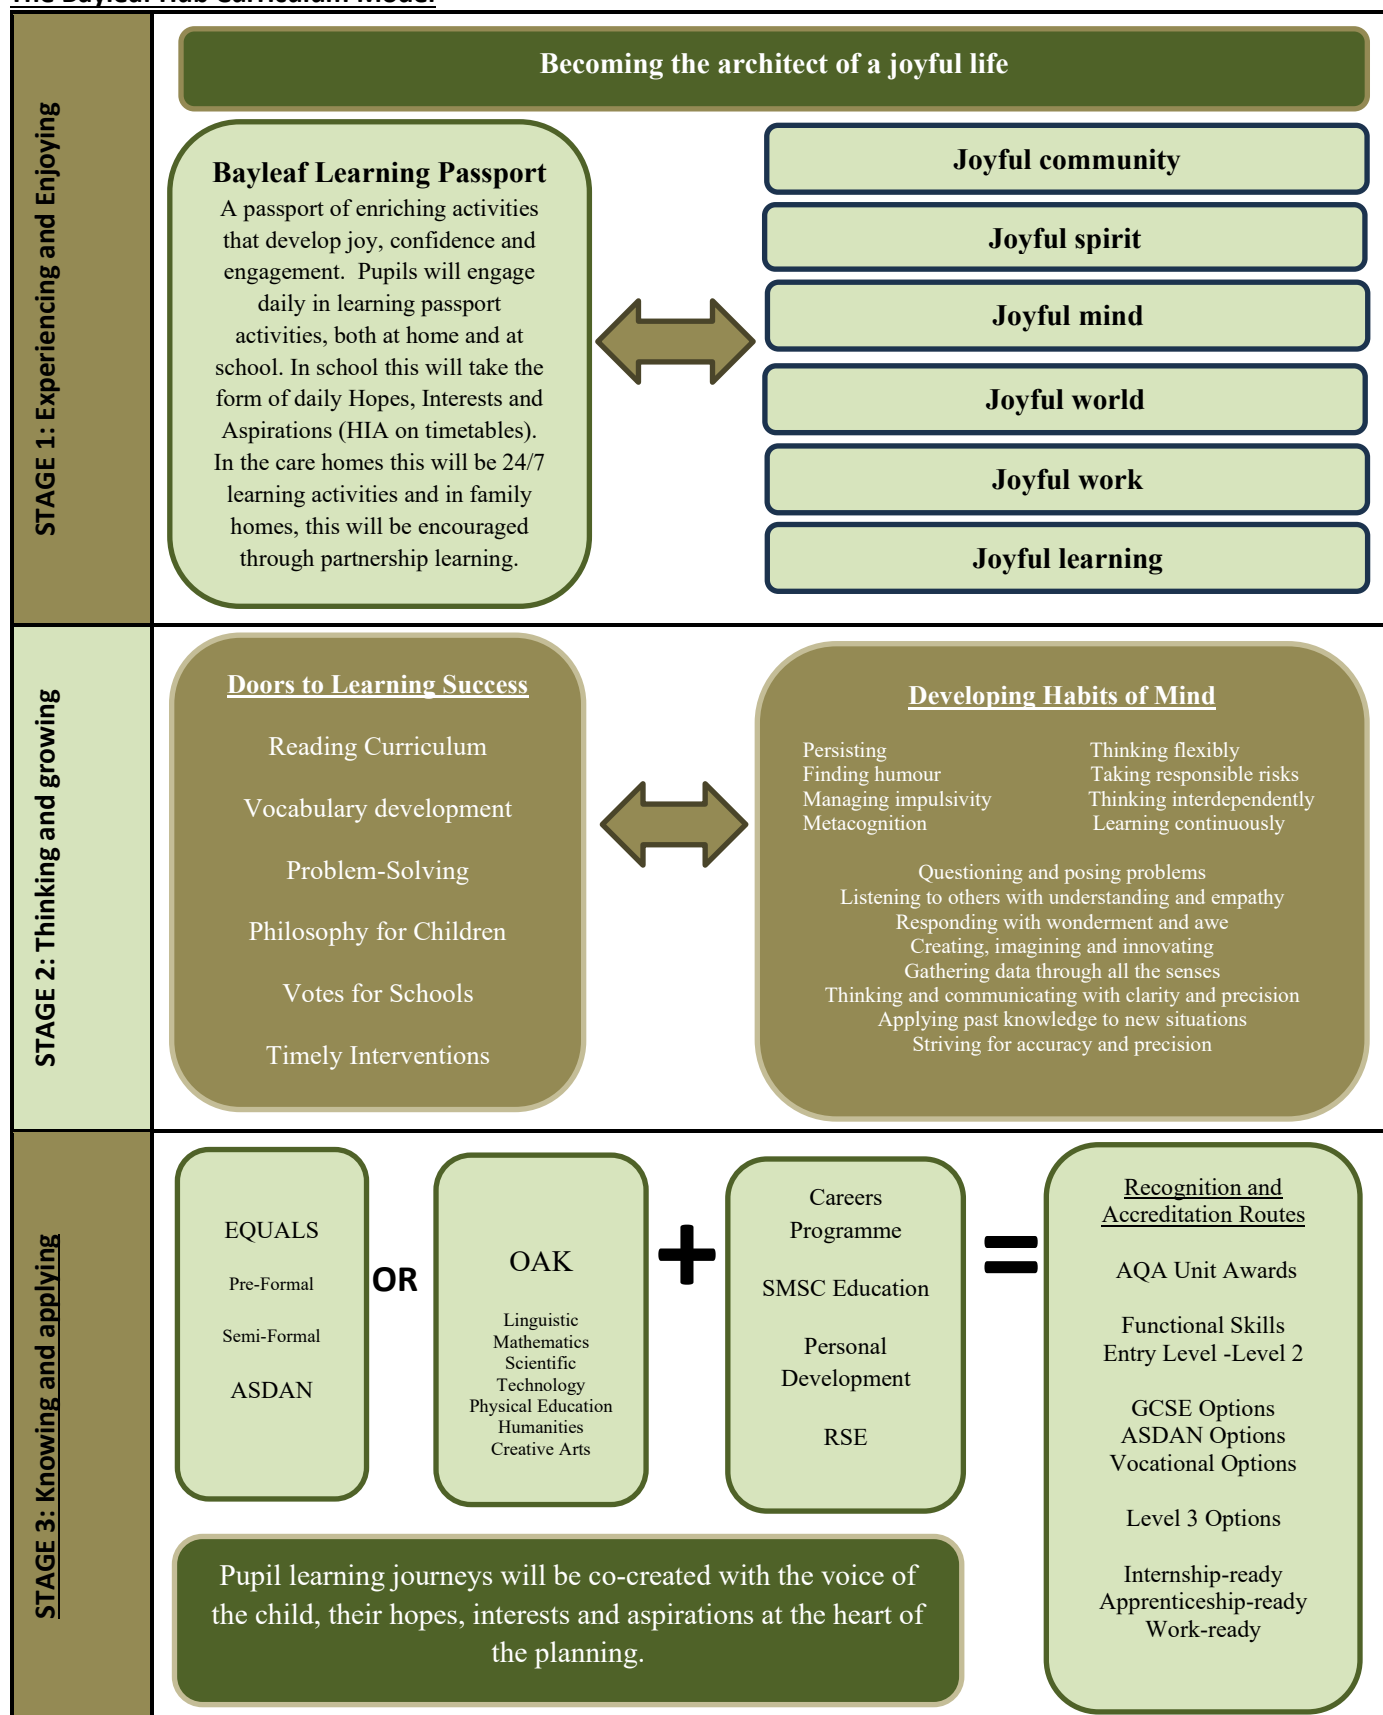 The Bayleaf Hub Curriculum Model
STAGE 1: Experiencing and Enjoying
Becoming the architect of a joyful life
Bayleaf Learning Passport
A passport of enriching activities
that develop joy, confidence and
engagement.  Pupils will engage
daily in learning passport
activities, both at home and at
school. In school this will take the
form of daily Hopes, Interests and
Aspirations (HIA on timetables).
In the care homes this will be 24/7
learning activities and in family
homes, this will be encouraged
through partnership learning.
Joyful community
Joyful spirit
Joyful mind
Joyful world
Joyful work
Joyful learning
STAGE 2: Thinking and growing
Doors to Learning Success
Reading Curriculum
Vocabulary development
Problem-Solving
Philosophy for Children
Votes for Schools
Timely Interventions
Developing Habits of Mind
Persisting Thinking flexibly
Finding humour Taking responsible risks
Managing impulsivity Thinking interdependently
Metacognition Learning continuously
Questioning and posing problems
Listening to others with understanding and empathy
Responding with wonderment and awe
Creating, imagining and innovating
Gathering data through all the senses
Thinking and communicating with clarity and precision
Applying past knowledge to new situations
Striving for accuracy and precision
STAGE 3: Knowing and applying
EQUALS
Pre-Formal
Semi-Formal
ASDAN
OR
OAK
Linguistic
Mathematics
Scientific
Technology
Physical Education
Humanities
Creative Arts
+
Careers
Programme
SMSC Education
Personal
Development
RSE
=
Recognition and
Accreditation Routes
AQA Unit Awards
Functional Skills
Entry Level -Level 2
GCSE Options
ASDAN Options
Vocational Options
Level 3 Options
Internship-ready
Apprenticeship-ready
Work-ready
Pupil learning journeys will be co-created with the voice of
the child, their hopes, interests and aspirations at the heart of
the planning.